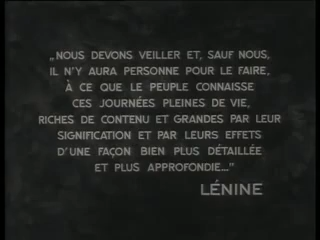 „NOUS DEVONS VEILLER ET, SAUF NOUS,
IL N'Y AURA PERSONNE POUR LE FAIRE,
À CE QUE LE PEUPLE CONNAISSE
CES JOURNÉES PLEINES DE VIE,
RICHES DE CONTENU ET GRANDES PAR LEUR
SIGNIFICATION ET PAR LEURS EFFETS
D'UNE FAÇON BIEN PLUS DÉTAILLÉE
ET PLUS APPROFONDIE..."
LÉNINE